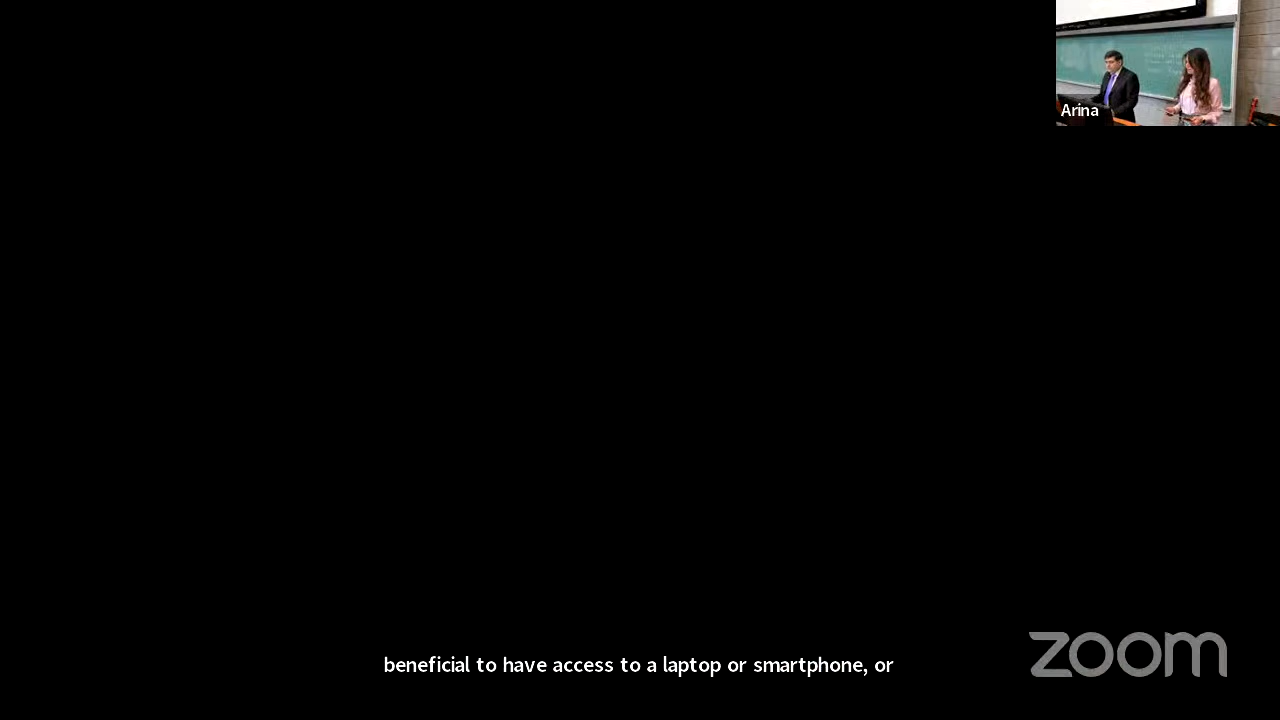 Arina
beneficial to have access to a laptop or smartphone, or
zoom